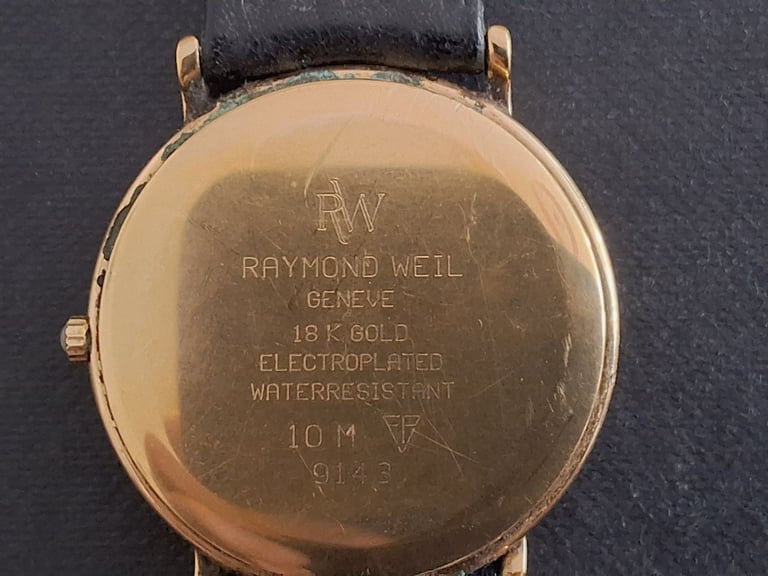 RW
RAYMOND WEIL
GENEVE
18 K GOLD
ELECTROPLATED
WATERRESISTANT
10 M
9143